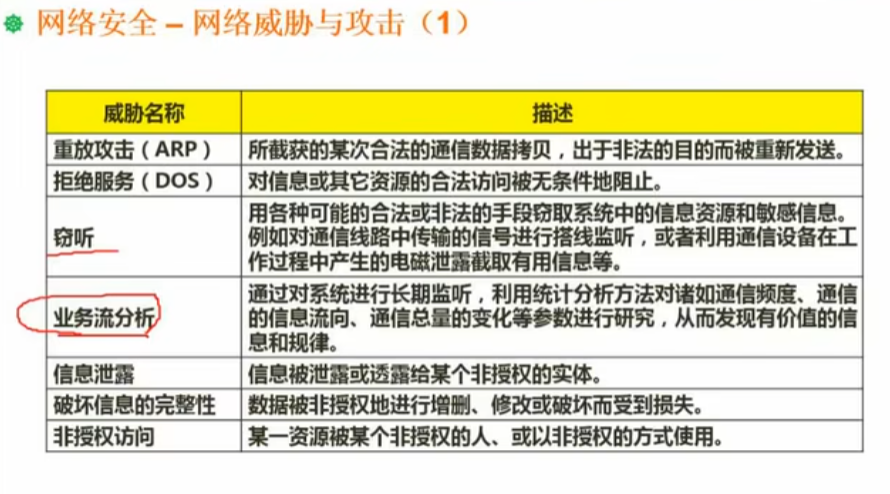 网络安全 – 网络威胁与攻击（1）
威胁名称 描述
重放攻击（ARP） 所截获的某次合法的通信数据拷贝，出于非法的目的而被重新发送。
拒绝服务（DOS） 对信息或其它资源的合法访问被无条件地阻止。
窃听
用各种可能的合法或非法的手段窃取系统中的信息资源和敏感信息。
例如对通信线路中传输的信号进行搭线监听，或者利用通信设备在工
作过程中产生的电磁泄露截取有用信息等。
业务流分析
通过对系统进行长期监听，利用统计分析方法对诸如通信频度、通信
的信息流向、通信总量的变化等参数进行研究，从而发现有价值的信
息和规律。
信息泄露 信息被泄露或透露给某个非授权的实体。
破坏信息的完整性 数据被非授权地进行增删、修改或破坏而受到损失。
非授权访问 某一资源被某个非授权的人、或以非授权的方式使用。